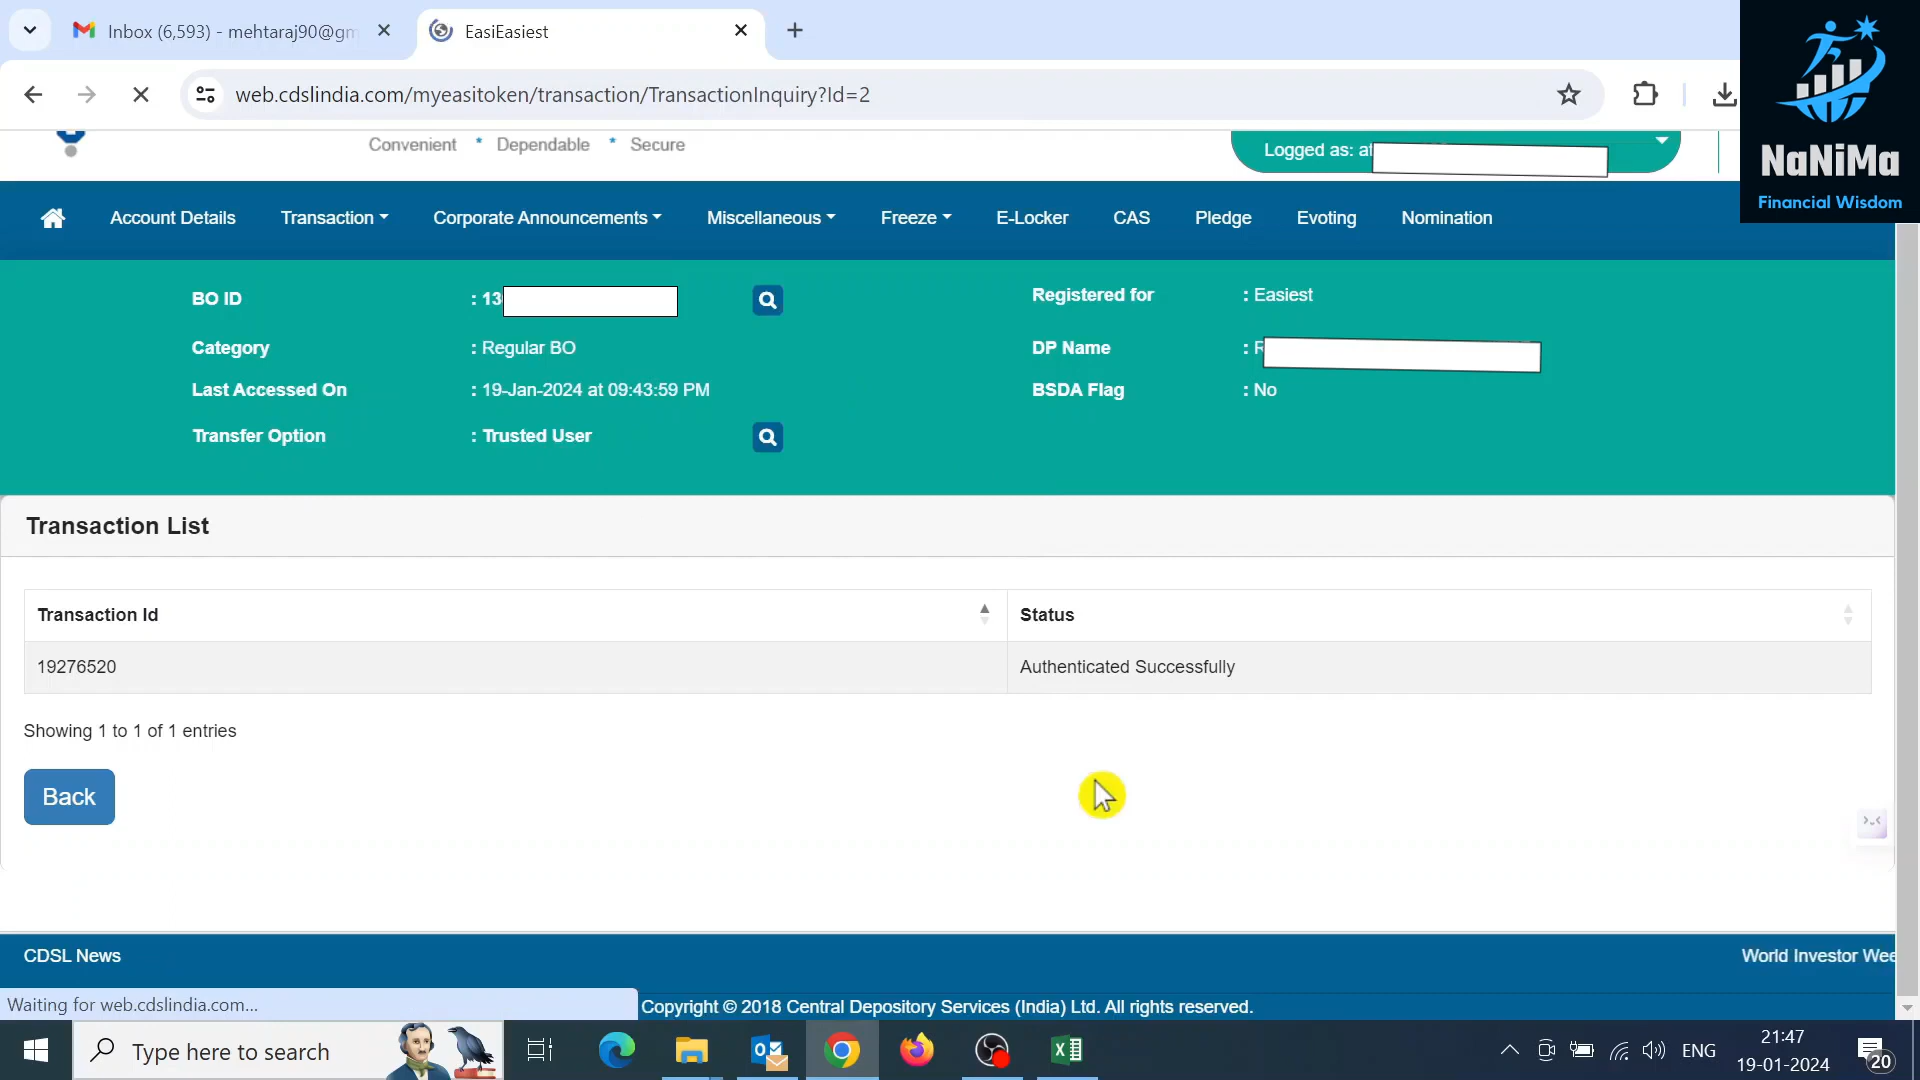 Inbox (6,593) - mehtaraj90@gm
EasiEasiest
web.cdslindia.com/myeasitoken/transaction/TransactionInquiry?Id=2
NaNiMa
Financial Wisdom
Convenient * Dependable * Secure
Logged as: at
Account Details Transaction Corporate Announcements Miscellaneous Freeze E-Locker CAS Pledge Evoting Nomination
BO ID : 13
Registered for : Easiest
Category : Regular BO
DP Name : R
Last Accessed On : 19-Jan-2024 at 09:43:59 PM
BSDA Flag : No
Transfer Option : Trusted User
Transaction List
Transaction Id Status
19276520 Authenticated Successfully
Showing 1 to 1 of 1 entries
Back
CDSL News
World Investor Wee
Waiting for web.cdslindia.com...
Copyright © 2018 Central Depository Services (India) Ltd. All rights reserved.
Type here to search
ENG
21:47
19-01-2024
20